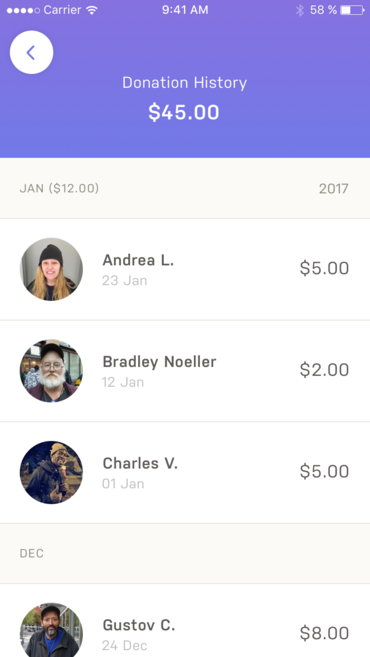 Carrier 9:41 AM 58 %
Donation History
$45.00
JAN ($12.00) 2017
Andrea L. $5.00
23 Jan
Bradley Noeller $2.00
12 Jan
Charles V. $5.00
01 Jan
DEC
Gustov C. $8.00
24 Dec